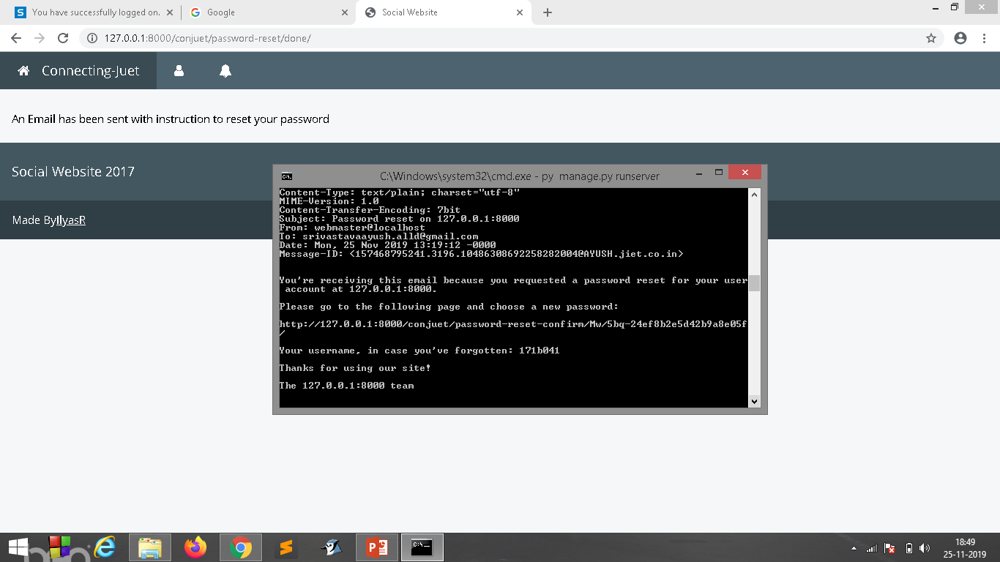 You have successfully logged on.
Google
Social Website
127.0.0.1:8000/conjuet/password-reset/done/
Connecting-Juet
An Email has been sent with instruction to reset your password
Social Website 2017
Made ByIlyasR
C:\Windows\system32\cmd.exe - py manage.py runserver
Content-Type: text/plain; charset="utf-8"
MIME-Version: 1.0
Content-Transfer-Encoding: 7bit
Subject: Password reset on 127.0.0.1:8000
From: webmaster@localhost
To: srivastavaayush.alld@gmail.com
Date: Mon, 25 Nov 2019 13:19:12 -0000
Message-ID: <157468795241.3196.10486308692258282004@AYUSH.jiet.co.in>
You're receiving this email because you requested a password reset for your user
account at 127.0.0.1:8000.
Please go to the following page and choose a new password:
http://127.0.0.1:8000/conjuet/password-reset-confirm/Mw/5bq-24ef8b2e5d42b9a8e05f
/
Your username, in case you've forgotten: 171b041
Thanks for using our site!
The 127.0.0.1:8000 team
18:49
25-11-2019